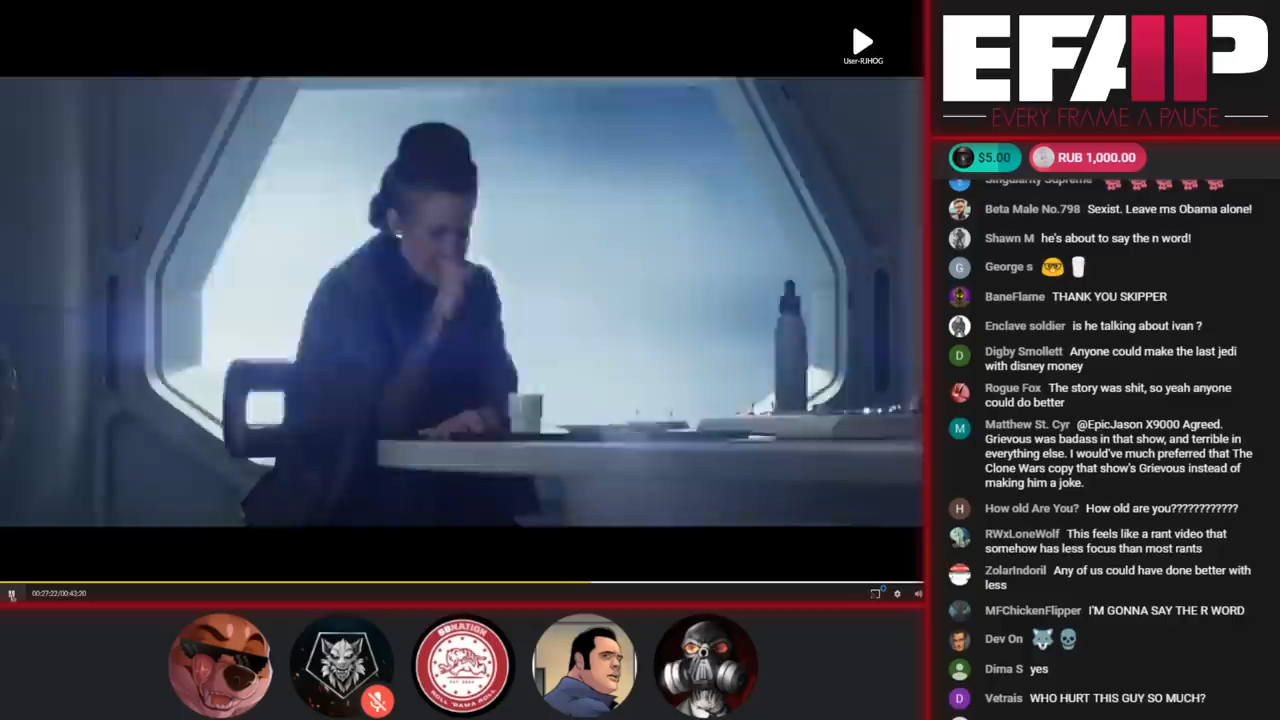 User-RJHOG
EFAP
EVERY FRAME A PAUSE
$5.00
RUB 1,000.00
Singularity Supreme
Beta Male No.798 Sexist. Leave ms Obama alone!
Shawn M he's about to say the n word!
George s
BaneFlame THANK YOU SKIPPER
Enclave soldier is he talking about ivan ?
Digby Smollett Anyone could make the last jedi
with disney money
Rogue Fox The story was shit, so yeah anyone
could do better
Matthew St. Cyr @EpicJason X9000 Agreed.
Grievous was badass in that show, and terrible in
everything else. I would've much preferred that The
Clone Wars copy that show's Grievous instead of
making him a joke.
How old Are You? How old are you????????????
RWxLoneWolf This feels like a rant video that
somehow has less focus than most rants
ZolarIndoril Any of us could have done better with
less
MFChickenFlipper I'M GONNA SAY THE R WORD
Dev On
Dima S yes
Vetrais WHO HURT THIS GUY SO MUCH?
00:27:22/00:43:20
G
D
M
H
D
V
BBNATION
ROLL 'DAMA ROLL